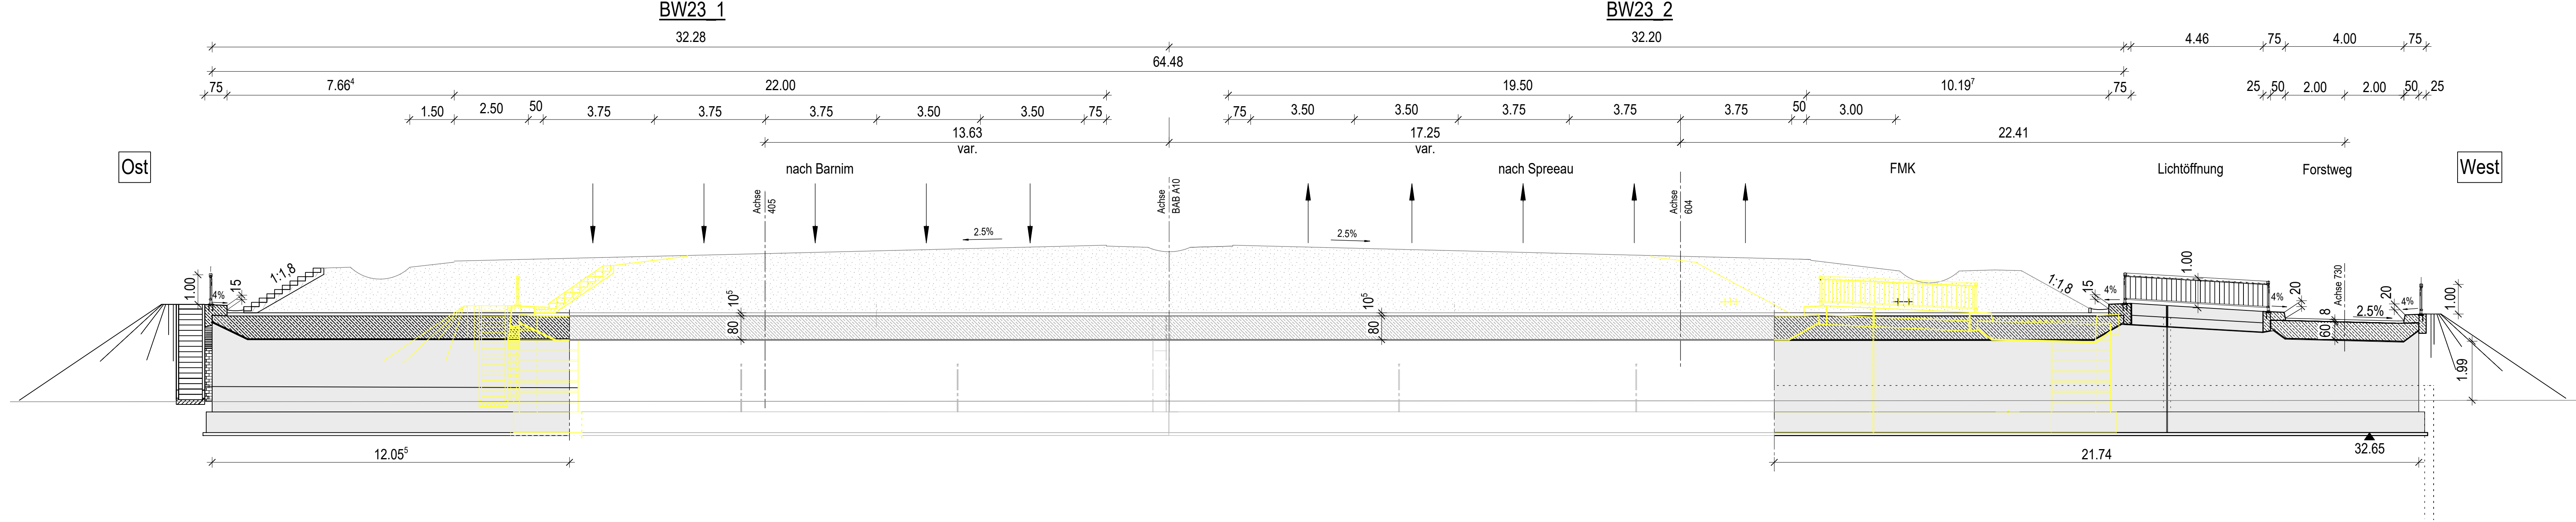 BW23_1 BW23_2
32.28 32.20 4.46 75 4.00 75
64.48
75 7.66⁴ 22.00 19.50 10.19⁷ 75 25 50 2.00 2.00 50 25
1.50 2.50 50 3.75 3.75 3.75 3.50 3.50 75 75 3.50 3.50 3.75 3.75 3.75 50 3.00
13.63 17.25 22.41
var. var.
Ost nach Barnim nach Spreeau FMK Lichtöffnung Forstweg West
Achse 405
Achse BAB A10
Achse 604
2.5% 2.5%
1.00 4% 15 1:1,8
10⁵ 80
10⁵ 80
1:1,8 15 4% 1.00 4% 20 Achse 730 8 60 2.5% 20 4% 1.00
1.99
12.05⁵ 21.74 32.65